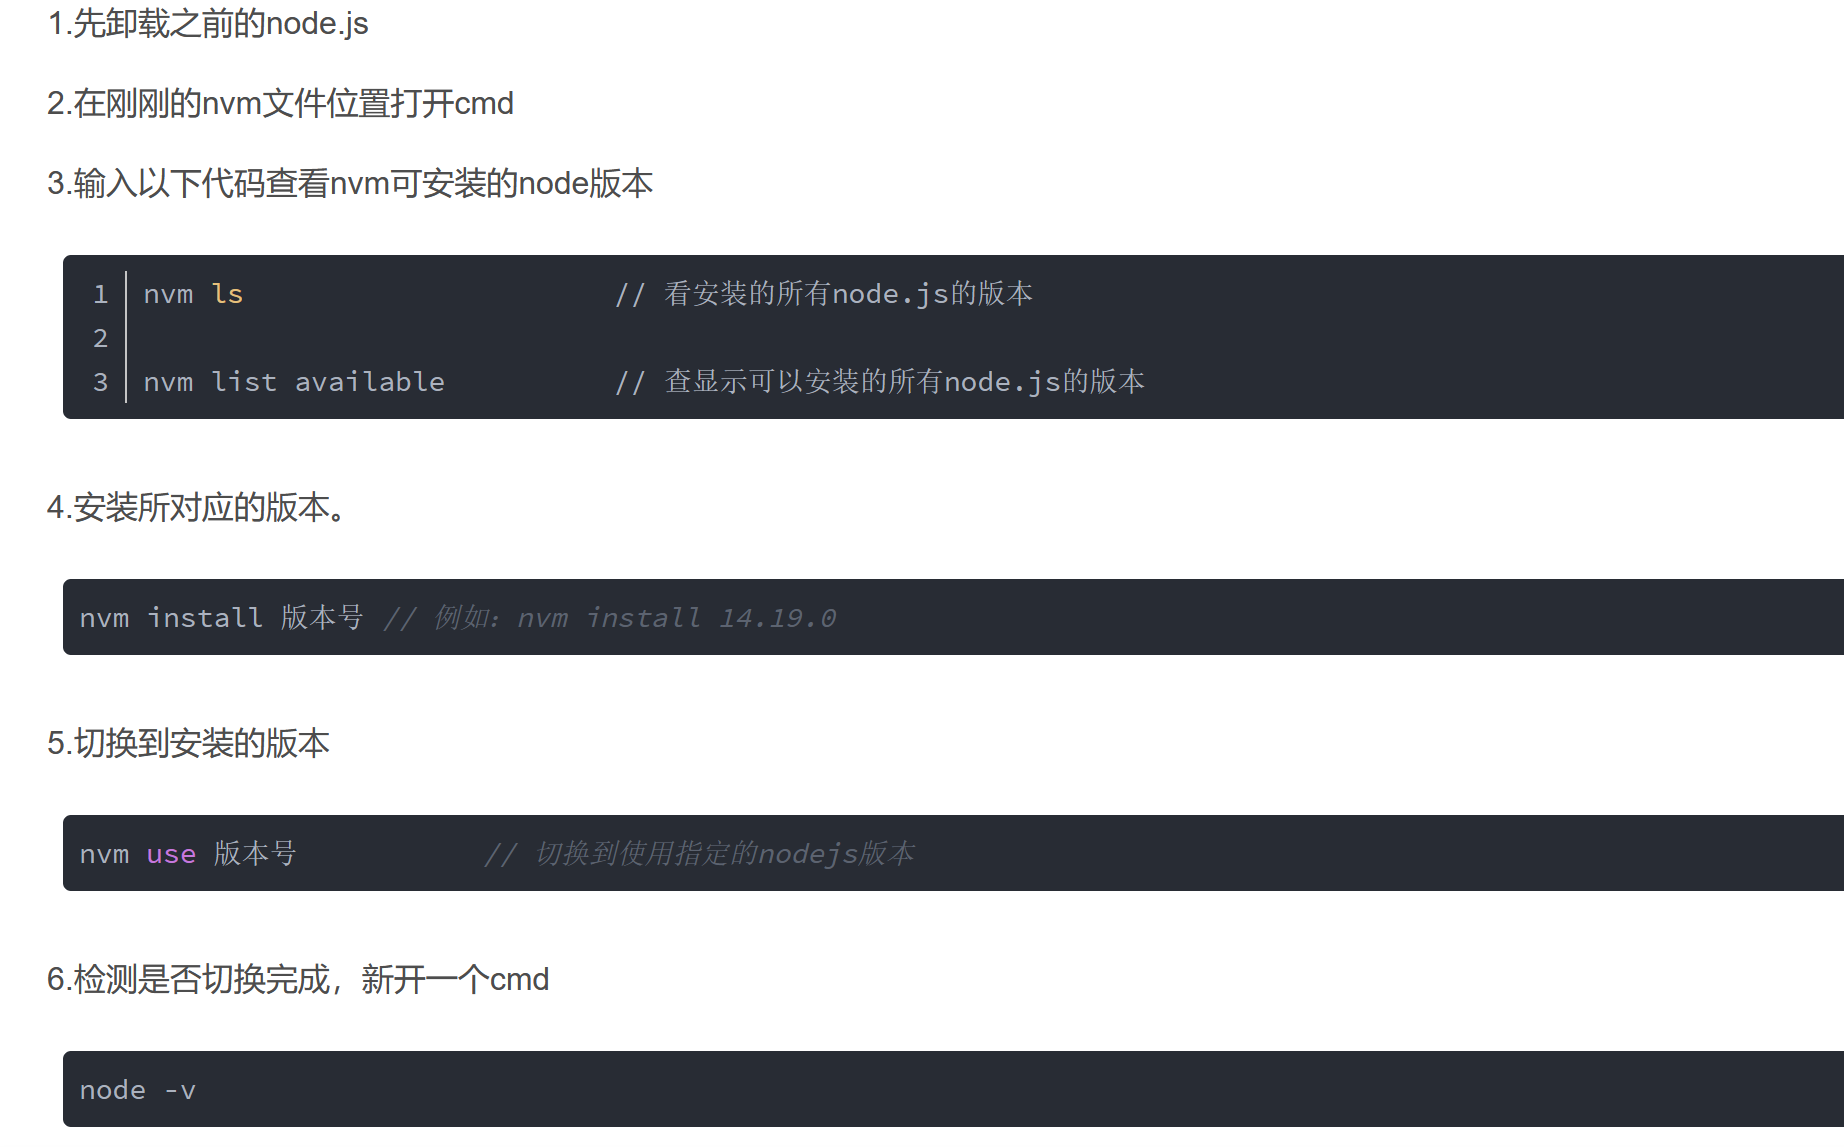 1.先卸载之前的node.js
2.在刚刚的nvm文件位置打开cmd
3.输入以下代码查看nvm可安装的node版本
1 nvm ls // 看安装的所有node.js的版本
2
3 nvm list available // 查显示可以安装的所有node.js的版本
4.安装所对应的版本。
nvm install 版本号 // 例如：nvm install 14.19.0
5.切换到安装的版本
nvm use 版本号 // 切换到使用指定的nodejs版本
6.检测是否切换完成，新开一个cmd
node -v